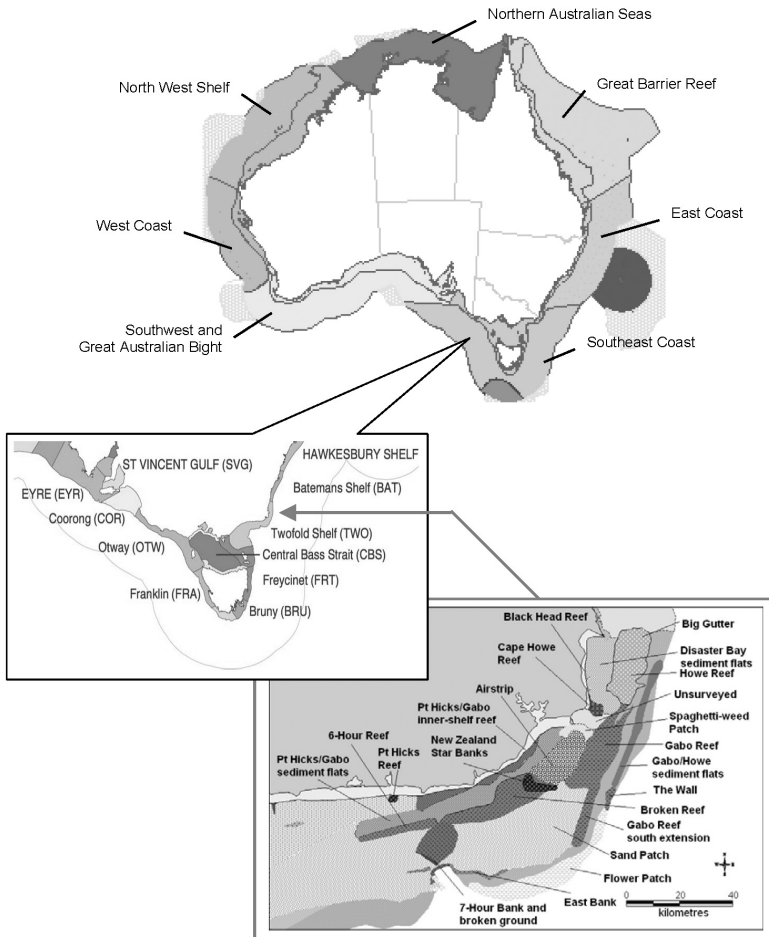 Northern Australian Seas
North West Shelf
Great Barrier Reef
West Coast
East Coast
Southwest and
Great Australian Bight
Southeast Coast
HAWKESBURY SHELF
ST VINCENT GULF (SVG)
Batemans Shelf (BAT)
EYRE (EYR)
Coorong (COR)
Twofold Shelf (TWO)
Otway (OTW)
Central Bass Strait (CBS)
Freycinet (FRT)
Franklin (FRA)
Bruny (BRU)
Black Head Reef
Big Gutter
Cape Howe
Reef
Disaster Bay
sediment flats
Howe Reef
Airstrip
Unsurveyed
Pt Hicks/Gabo
inner-shelf reef
Spaghetti-weed
Patch
6-Hour Reef
New Zealand
Star Banks
Gabo Reef
Pt Hicks
Reef
Pt Hicks/Gabo
sediment flats
Gabo/Howe
sediment flats
The Wall
Broken Reef
Gabo Reef
south extension
Sand Patch
Flower Patch
East Bank
7-Hour Bank and
broken ground
N
W E
S
0 20 40
kilometres